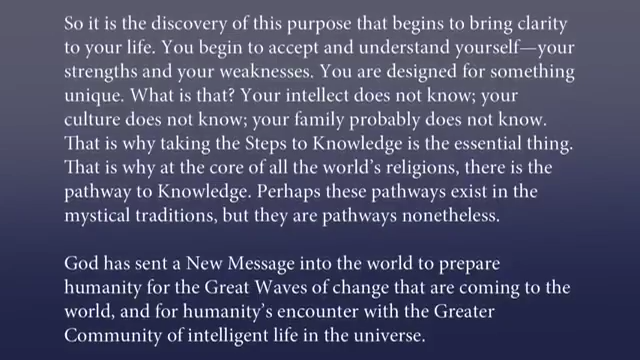 So it is the discovery of this purpose that begins to bring clarity
to your life. You begin to accept and understand yourself—your
strengths and your weaknesses. You are designed for something
unique. What is that? Your intellect does not know; your
culture does not know; your family probably does not know.
That is why taking the Steps to Knowledge is the essential thing.
That is why at the core of all the world's religions, there is the
pathway to Knowledge. Perhaps these pathways exist in the
mystical traditions, but they are pathways nonetheless.

God has sent a New Message into the world to prepare
humanity for the Great Waves of change that are coming to the
world, and for humanity's encounter with the Greater
Community of intelligent life in the universe.